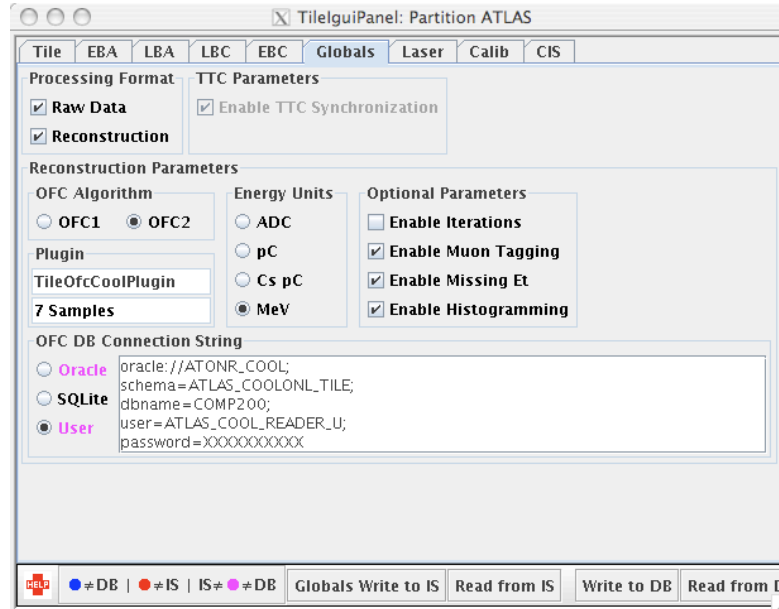 TileIguiPanel: Partition ATLAS
Tile EBA LBA LBC EBC Globals Laser Calib CIS
Processing Format TTC Parameters
Raw Data Enable TTC Synchronization
Reconstruction
Reconstruction Parameters
OFC Algorithm Energy Units Optional Parameters
OFC1 OFC2 ADC Enable Iterations
Plugin pC Enable Muon Tagging
TileOfcCoolPlugin Cs pC Enable Missing Et
7 Samples MeV Enable Histogramming
OFC DB Connection String
Oracle oracle://ATONR_COOL;
schema=ATLAS_COOLONL_TILE;
SQLite dbname=COMP200;
User user=ATLAS_COOL_READER_U;
password=XXXXXXXXXX
HELP ≠DB | ≠IS | IS≠ ≠DB Globals Write to IS Read from IS Write to DB Read from